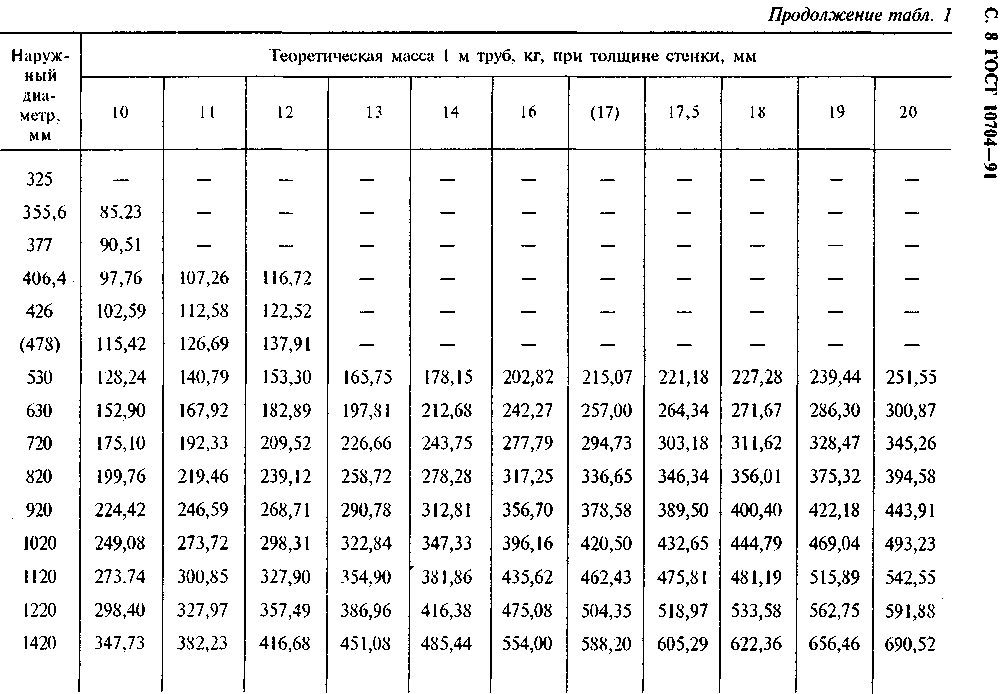 Продолжение табл. 1
С. 8 ГОСТ 10704—91
Наруж-
ный
диа-
метр,
мм
Теоретическая масса 1 м труб, кг, при толщине стенки, мм
10 11 12 13 14 16 (17) 17,5 18 19 20
325 — — — — — — — — — — —
355,6 85,23 — — — — — — — — — —
377 90,51 — — — — — — — — — —
406,4 97,76 107,26 116,72 — — — — — — — —
426 102,59 112,58 122,52 — — — — — — — —
(478) 115,42 126,69 137,91 — — — — — — — —
530 128,24 140,79 153,30 165,75 178,15 202,82 215,07 221,18 227,28 239,44 251,55
630 152,90 167,92 182,89 197,81 212,68 242,27 257,00 264,34 271,67 286,30 300,87
720 175,10 192,33 209,52 226,66 243,75 277,79 294,73 303,18 311,62 328,47 345,26
820 199,76 219,46 239,12 258,72 278,28 317,25 336,65 346,34 356,01 375,32 394,58
920 224,42 246,59 268,71 290,78 312,81 356,70 378,58 389,50 400,40 422,18 443,91
1020 249,08 273,72 298,31 322,84 347,33 396,16 420,50 432,65 444,79 469,04 493,23
1120 273.74 300,85 327,90 354,90 381,86 435,62 462,43 475,81 481,19 515,89 542,55
1220 298,40 327,97 357,49 386,96 416,38 475,08 504,35 518,97 533,58 562,75 591,88
1420 347,73 382,23 416,68 451,08 485,44 554,00 588,20 605,29 622,36 656,46 690,52